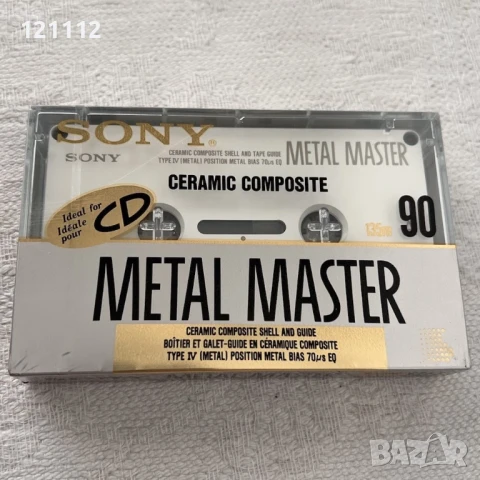 121112
SONY
SONY
CERAMIC COMPOSITE SHELL AND TAPE GUIDE
TYPE IV (METAL) POSITION METAL BIAS 70µs EQ
METAL MASTER
CERAMIC COMPOSITE
Ideal for
Idéale pour
CD
135m
90
METAL MASTER
CERAMIC COMPOSITE SHELL AND GUIDE
BOÎTIER ET GALET-GUIDE EN CÉRAMIQUE COMPOSITE
TYPE IV (METAL) POSITION METAL BIAS 70µs EQ
BAZAR